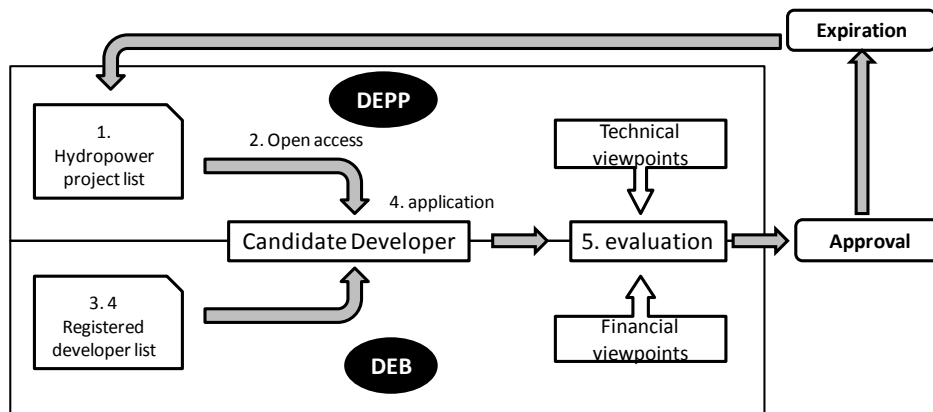 Expiration
DEPP
1.
Hydropower
project list
2. Open access
Technical
viewpoints
4. application
Candidate Developer
5. evaluation
Approval
3. 4
Registered
developer list
Financial
viewpoints
DEB